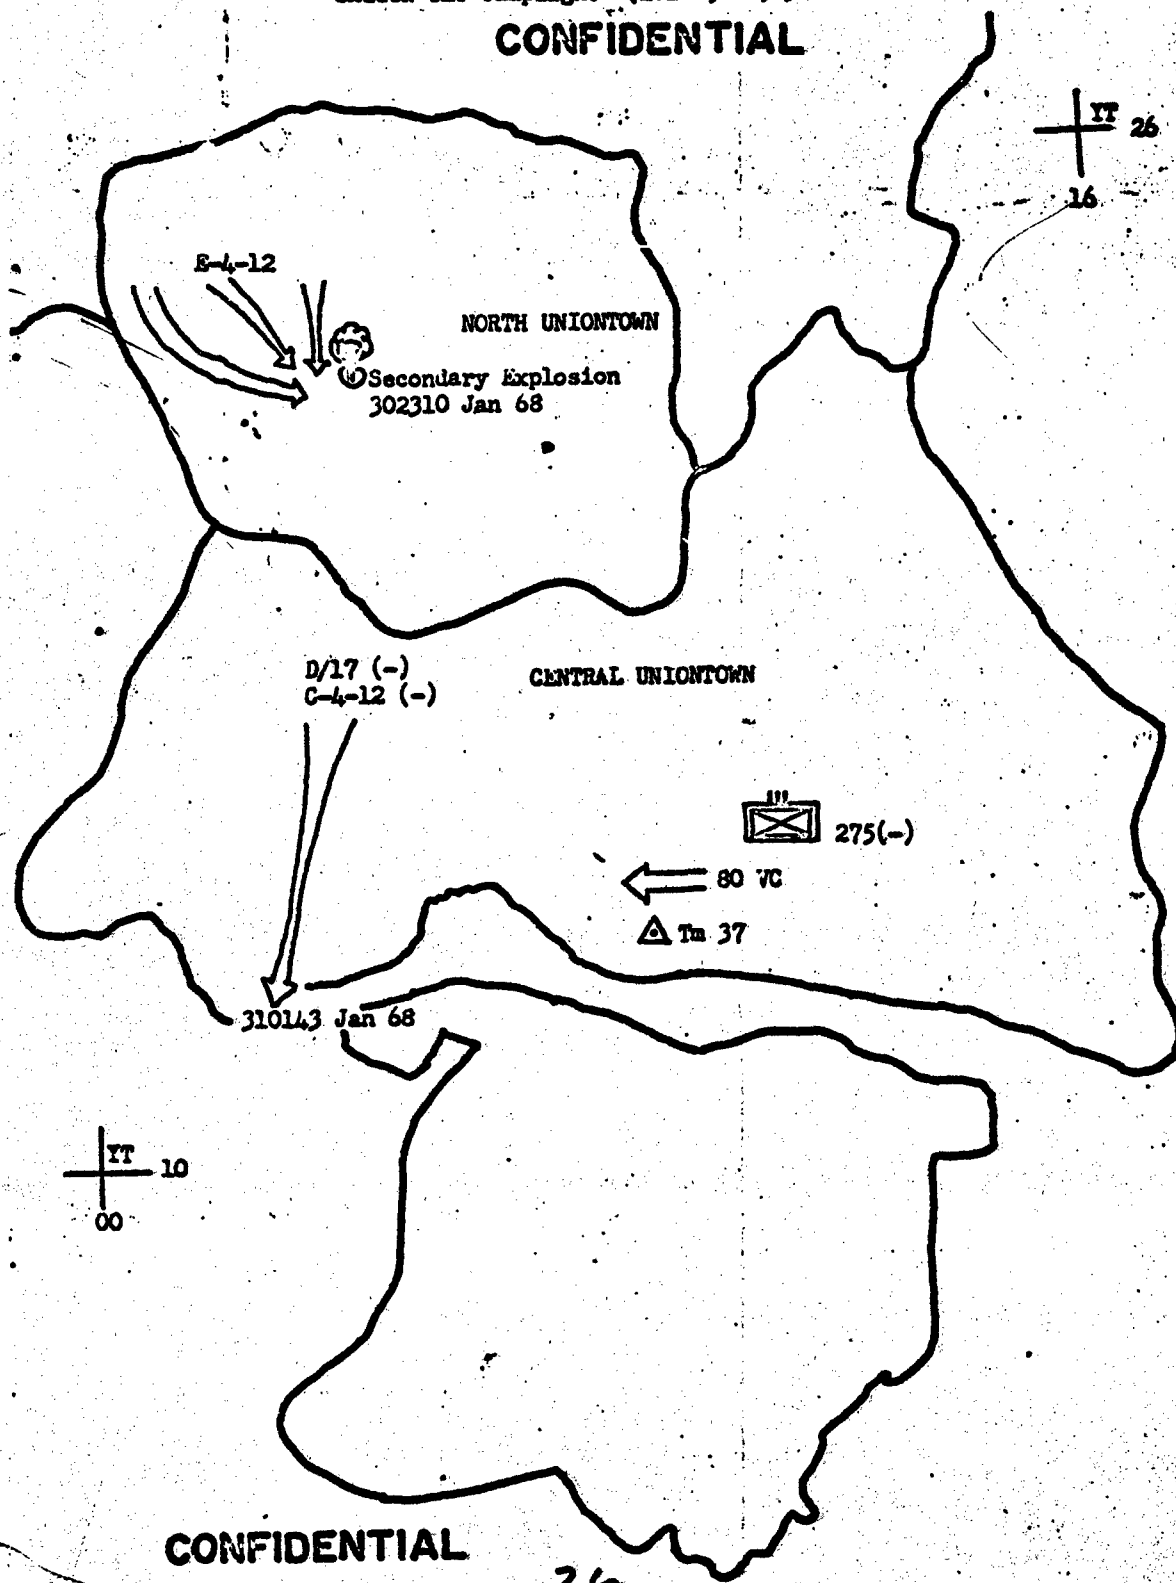 CONFIDENTIAL
YT 26
16
E-4-12
NORTH UNIONTOWN
Secondary Explosion
302310 Jan 68
D/17 (-)
C-4-12 (-)
CENTRAL UNIONTOWN
275(-)
80 VC
Tm 37
310143 Jan 68
YT 10
00
CONFIDENTIAL